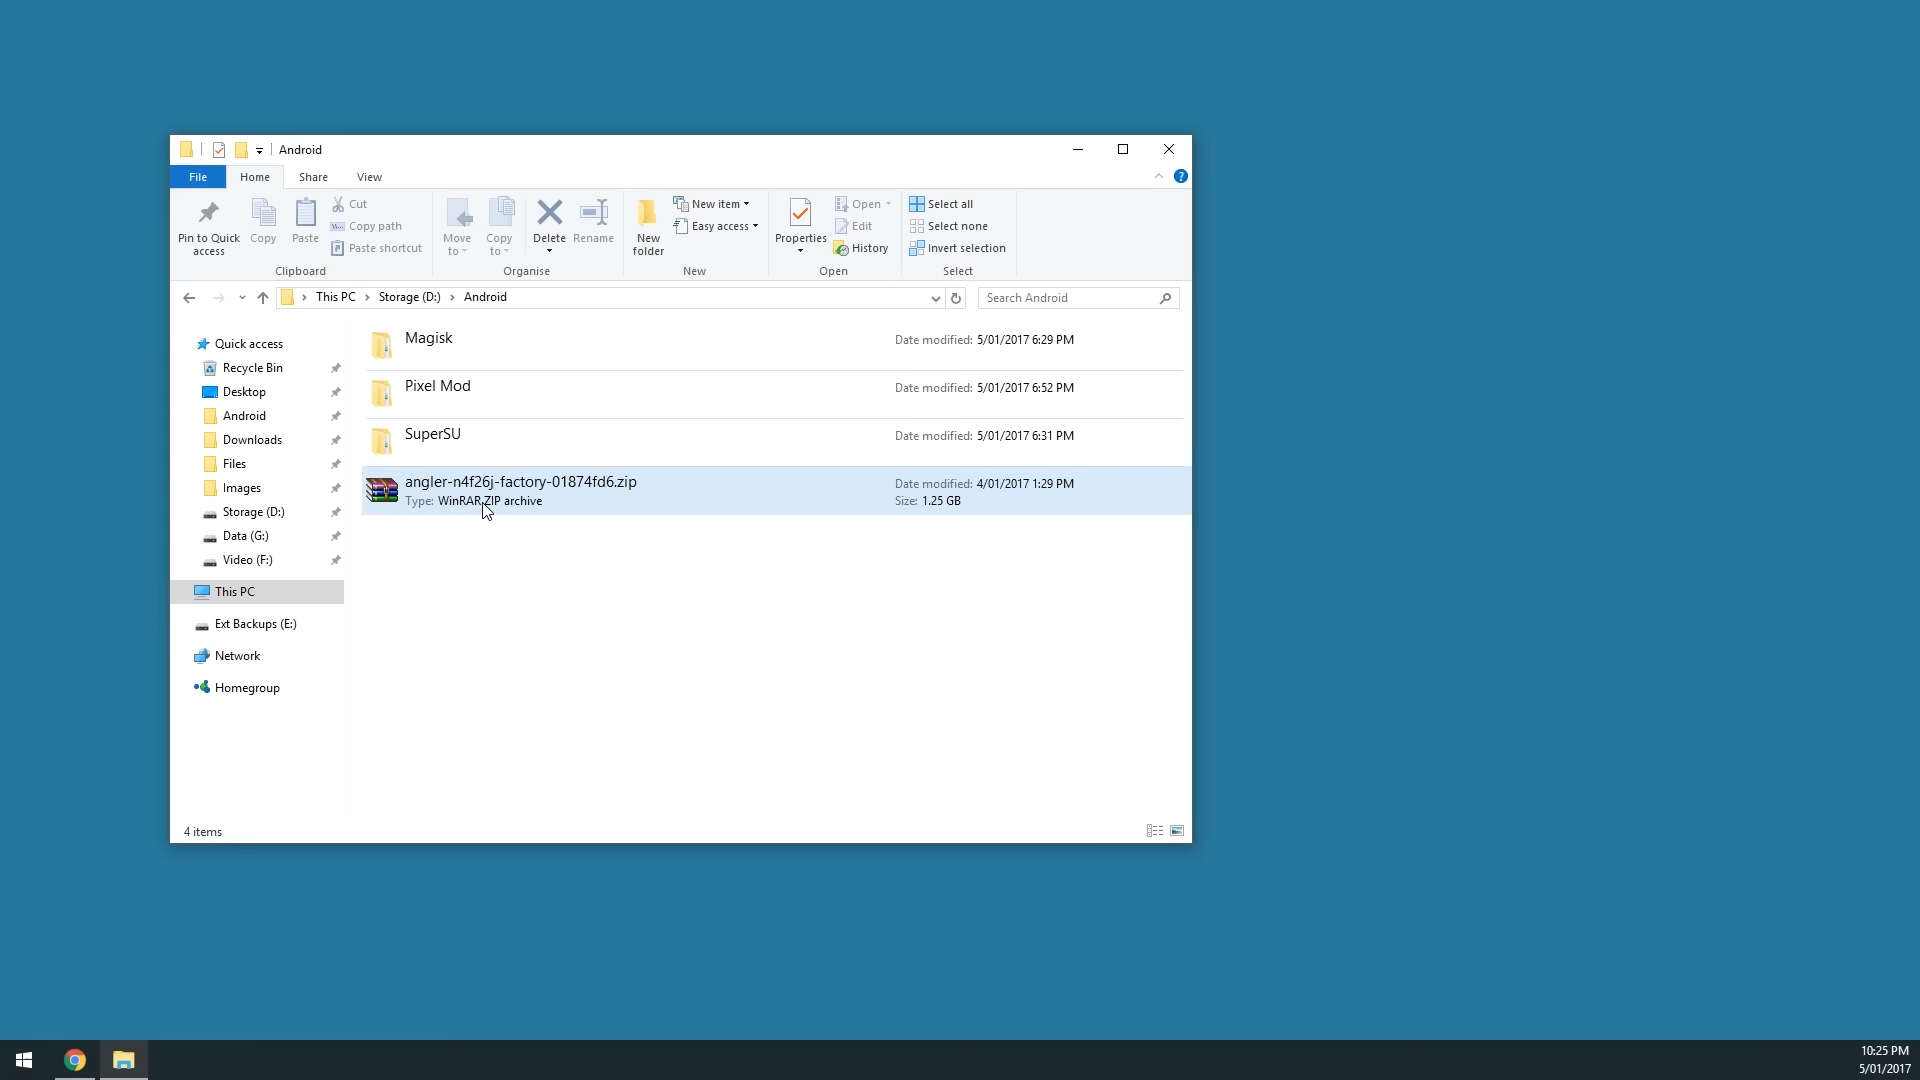 Android
File Home Share View
Pin to Quick access
Copy
Paste
Cut
Copy path
Paste shortcut
Clipboard
Move to
Copy to
Delete
Rename
Organise
New folder
New item
Easy access
New
Properties
Open
Edit
History
Open
Select all
Select none
Invert selection
Select
This PC Storage (D:) Android
Search Android
Quick access
Recycle Bin
Desktop
Android
Downloads
Files
Images
Storage (D:)
Data (G:)
Video (F:)
This PC
Ext Backups (E:)
Network
Homegroup
Magisk Date modified: 5/01/2017 6:29 PM
Pixel Mod Date modified: 5/01/2017 6:52 PM
SuperSU Date modified: 5/01/2017 6:31 PM
angler-n4f26j-factory-01874fd6.zip Date modified: 4/01/2017 1:29 PM
Type: WinRAR ZIP archive Size: 1.25 GB
4 items
10:25 PM
5/01/2017